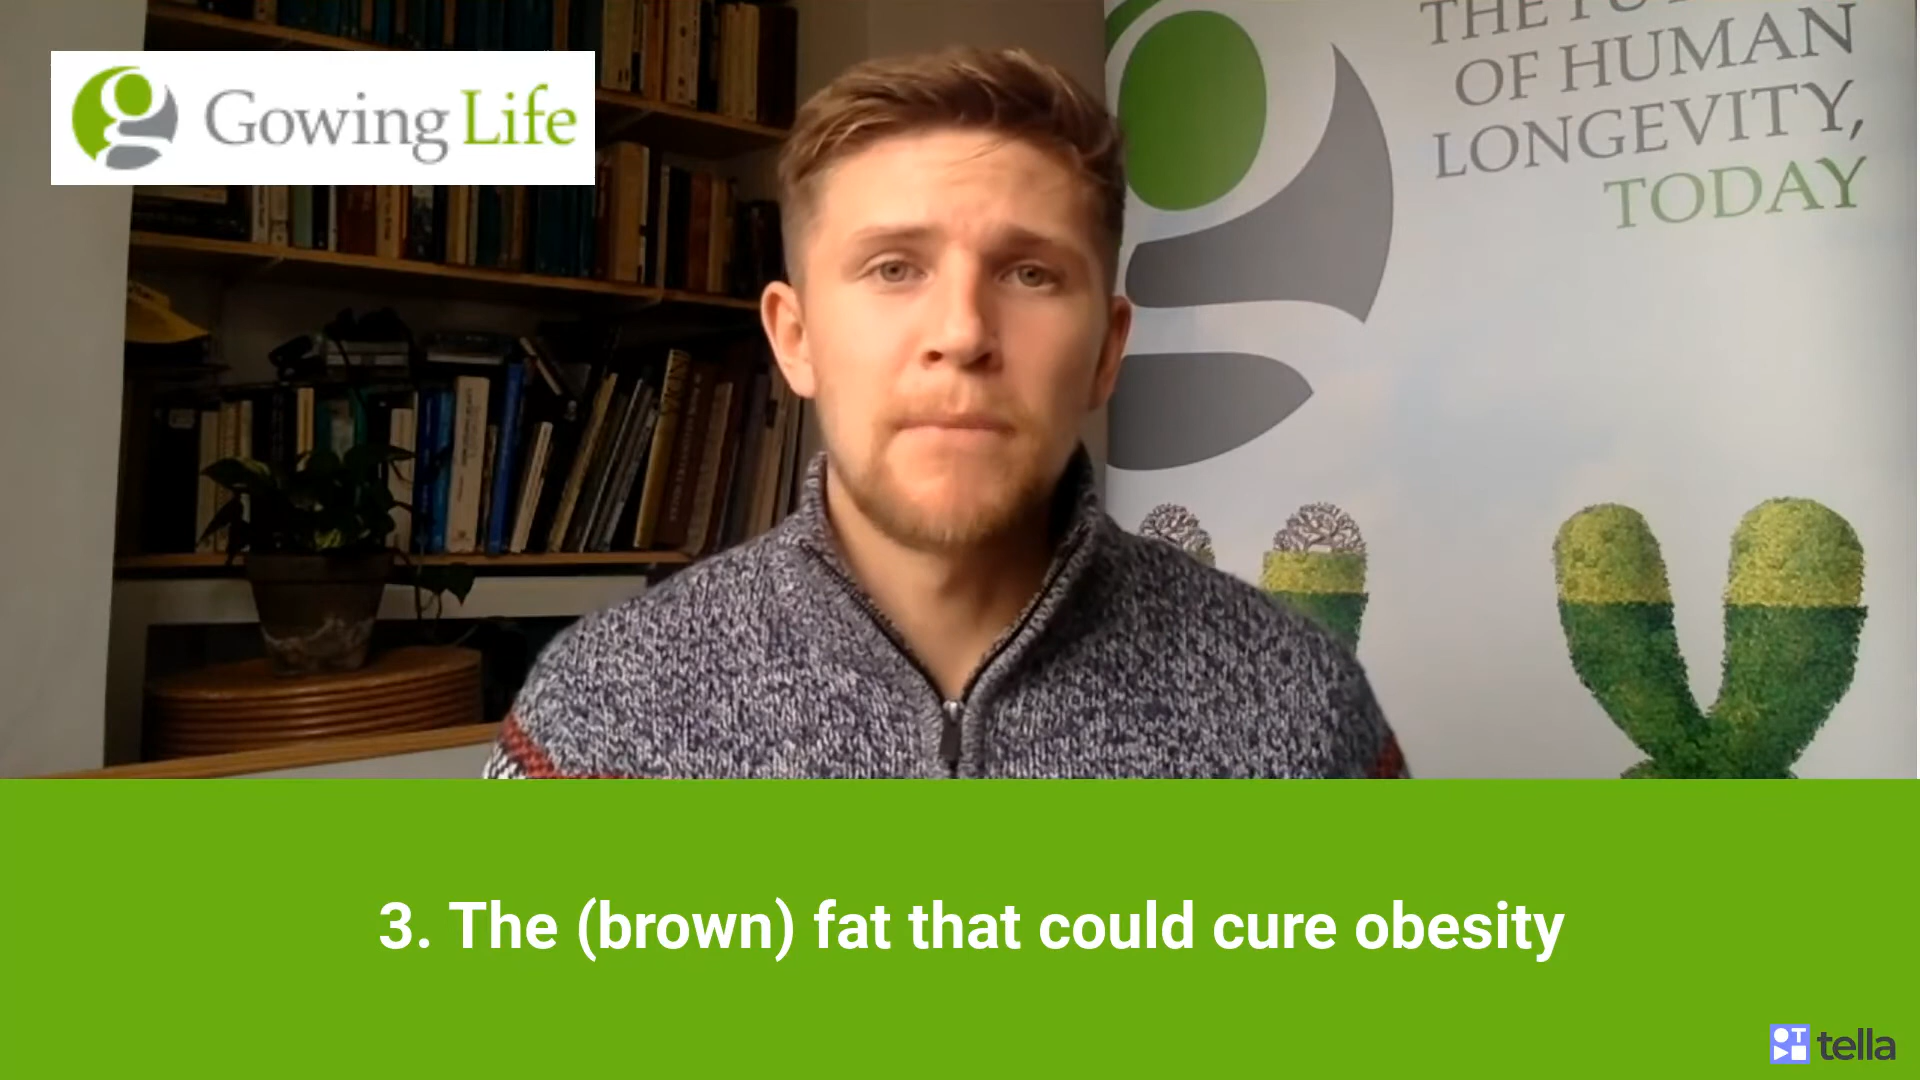 Gowing Life
OF HUMAN
LONGEVITY,
TODAY
3. The (brown) fat that could cure obesity
tella